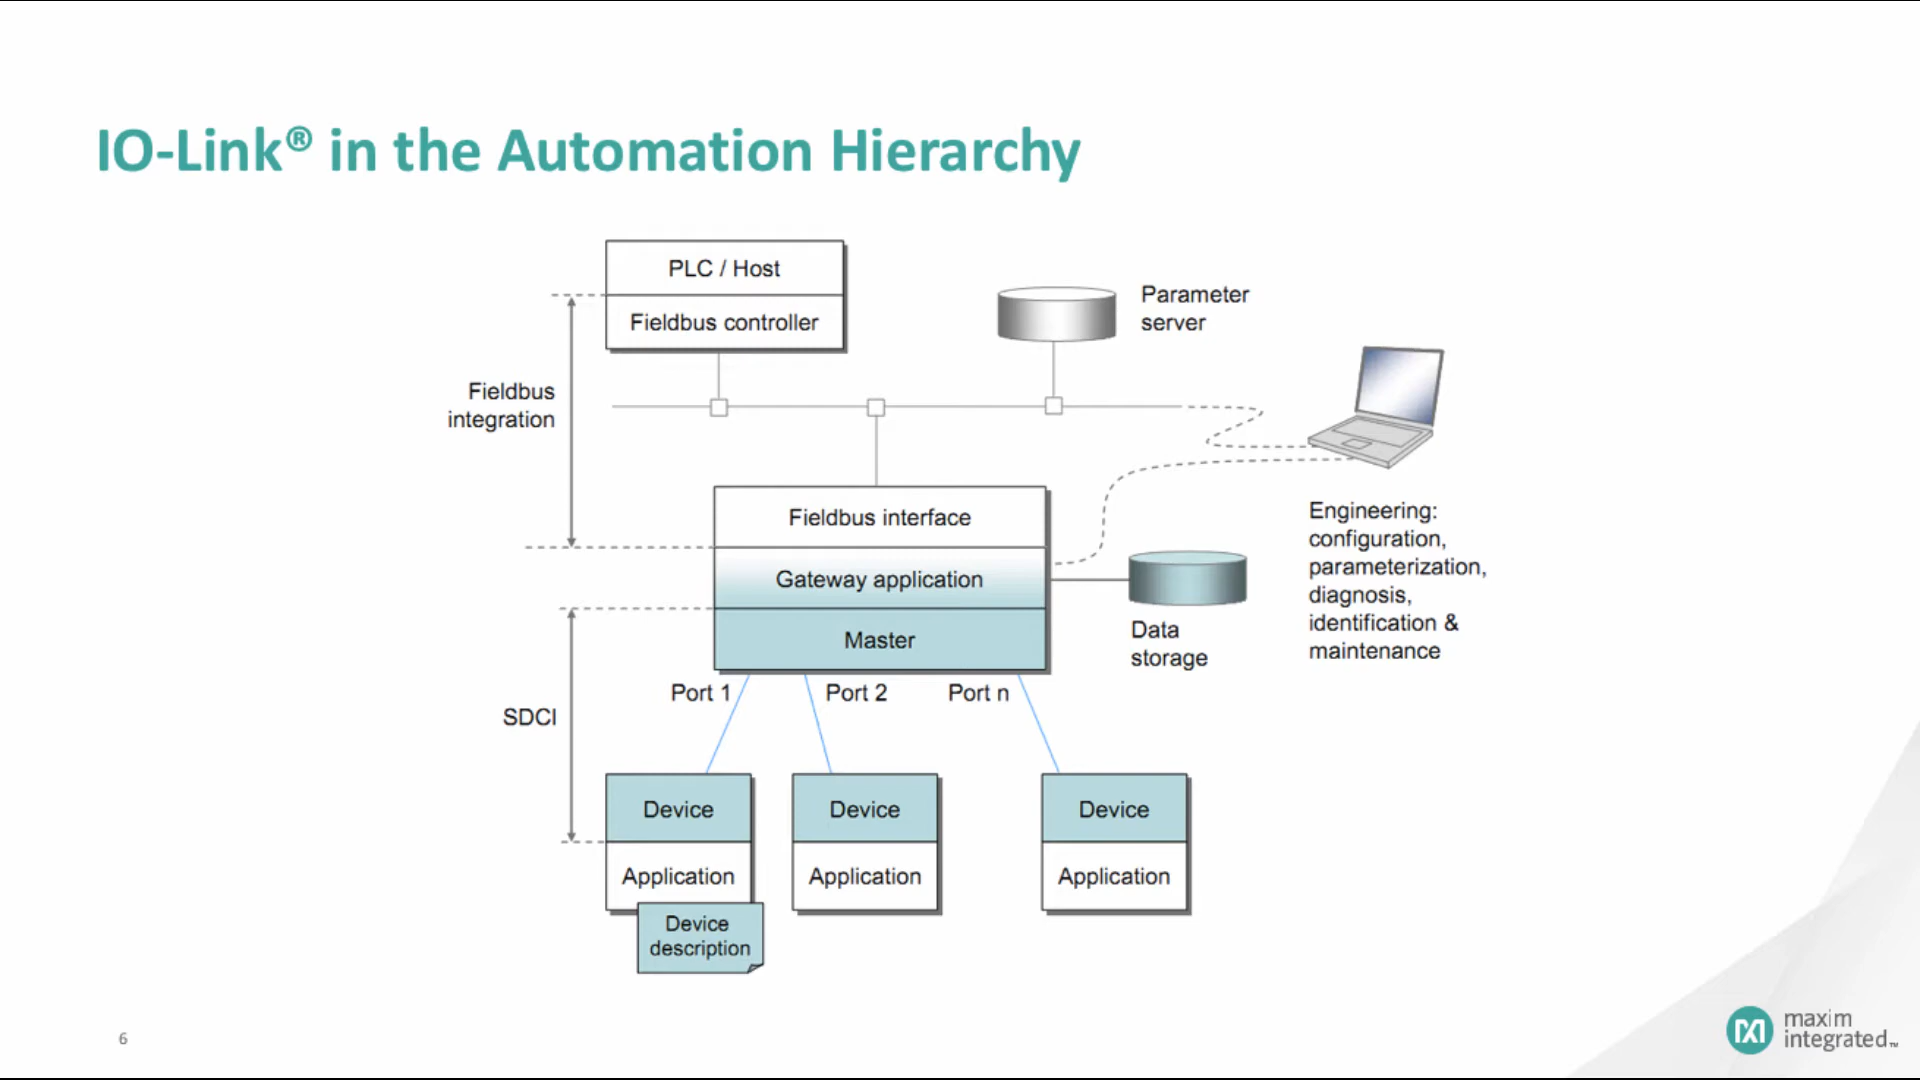 IO-Link® in the Automation Hierarchy
PLC / Host
Fieldbus controller
Parameter
server
Fieldbus
integration
Fieldbus interface
Gateway application
Master
Engineering:
configuration,
parameterization,
diagnosis,
identification &
maintenance
Data
storage
Port 1
Port 2
Port n
SDCI
Device
Device
Device
Application
Application
Application
Device
description
6
maxim
integrated™